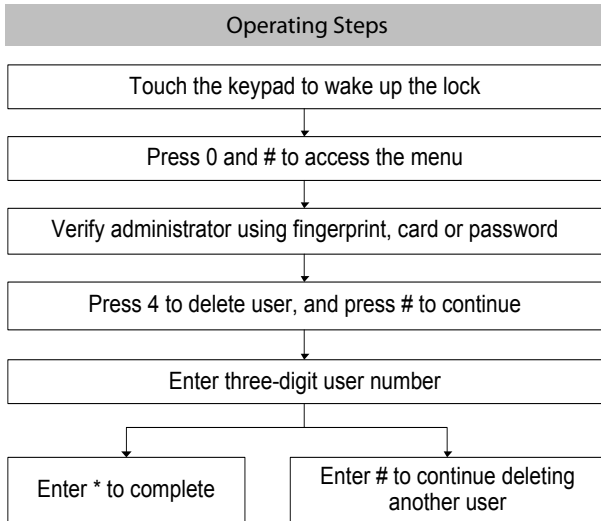 Operating Steps
Touch the keypad to wake up the lock
Press 0 and # to access the menu
Verify administrator using fingerprint, card or password
Press 4 to delete user, and press # to continue
Enter three-digit user number
Enter * to complete
Enter # to continue deleting
another user